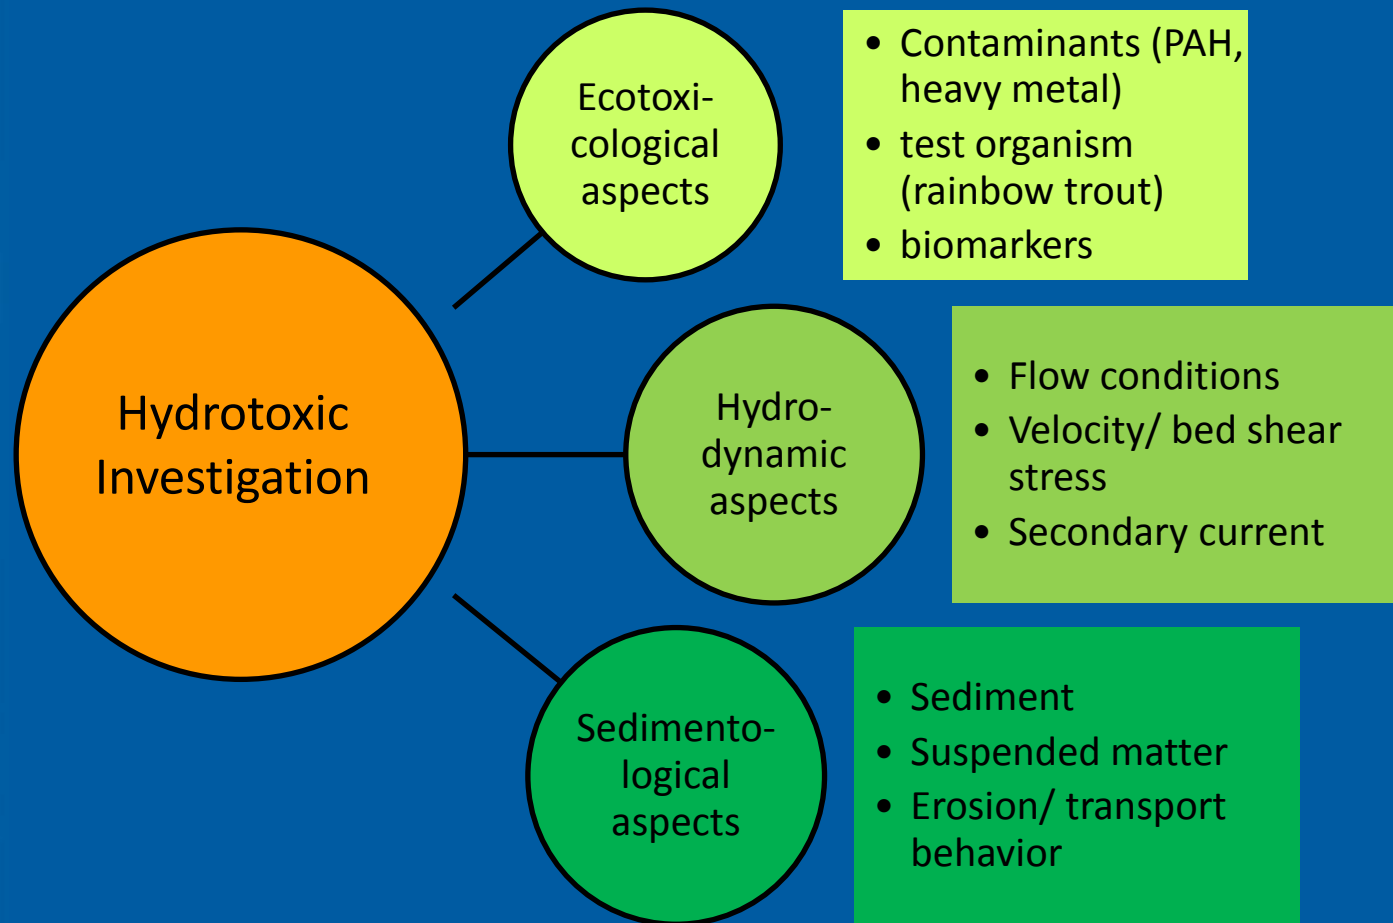 Ecotoxi-
cological
aspects
• Contaminants (PAH,
heavy metal)
• test organism
(rainbow trout)
• biomarkers
Hydrotoxic
Investigation
Hydro-
dynamic
aspects
• Flow conditions
• Velocity/ bed shear
stress
• Secondary current
Sedimento-
logical
aspects
• Sediment
• Suspended matter
• Erosion/ transport
behavior